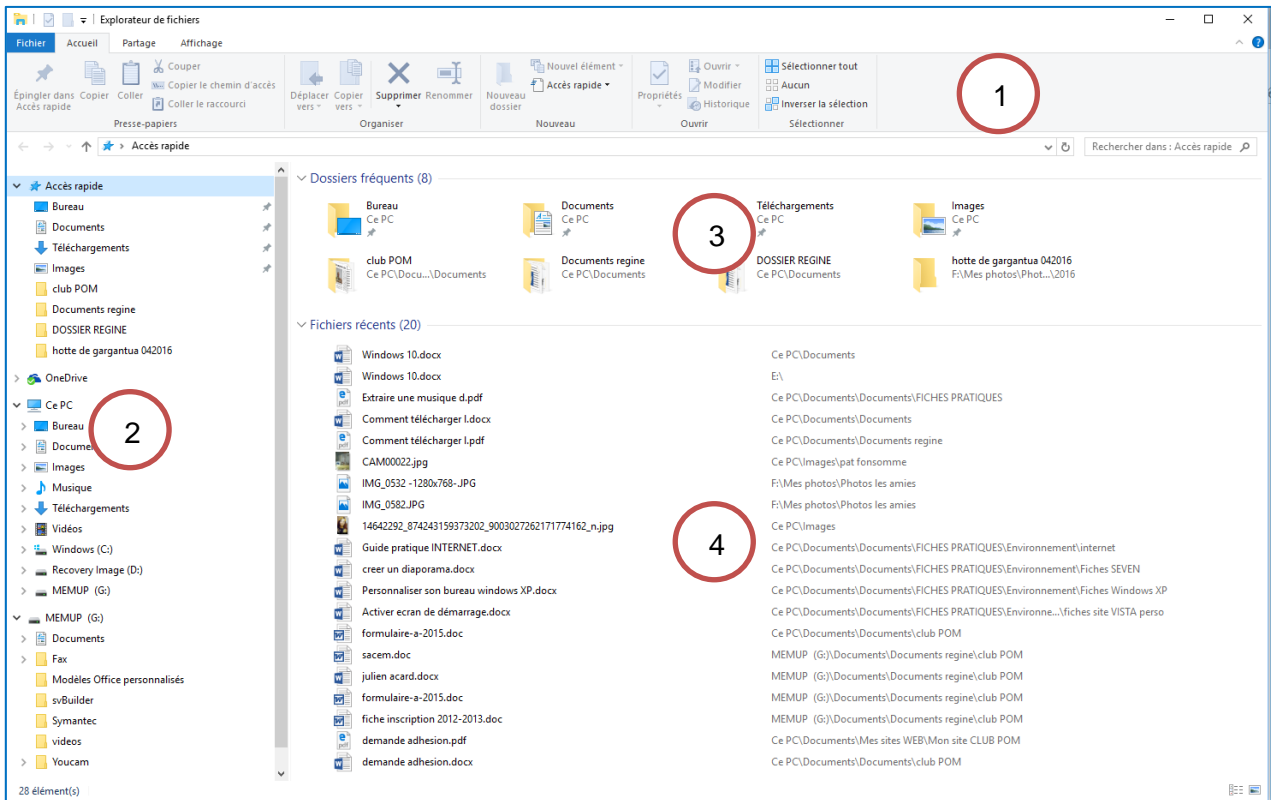 Explorateur de fichiers
Fichier Accueil Partage Affichage
Épingler dans Accès rapide
Copier
Coller
Couper
Copier le chemin d'accès
Coller le raccourci
Presse-papiers
Déplacer vers
Copier vers
Supprimer
Renommer
Organiser
Nouveau dossier
Nouvel élément
Accès rapide
Nouveau
Propriétés
Ouvrir
Modifier
Historique
Ouvrir
Sélectionner tout
Aucun
Inverser la sélection
Sélectionner
1
Accès rapide
Rechercher dans : Accès rapide
Accès rapide
Bureau
Documents
Téléchargements
Images
club POM
Documents regine
DOSSIER REGINE
hotte de gargantua 042016
OneDrive
Ce PC
Bureau
2
Images
Musique
Téléchargements
Vidéos
Windows (C:)
Recovery Image (D:)
MEMUP (G:)
MEMUP (G:)
Documents
Fax
Modèles Office personnalisés
svBuilder
Symantec
videos
Youcam
Dossiers fréquents (8)
Bureau
Ce PC
Documents
Ce PC
3
Téléchargements
Ce PC
Images
Ce PC
club POM
Ce PC\Docu...\Documents
Documents regine
Ce PC\Documents
DOSSIER REGINE
Ce PC\Documents
hotte de gargantua 042016
F:\Mes photos\Phot...\2016
Fichiers récents (20)
Windows 10.docx Ce PC\Documents
Windows 10.docx E:\
Extraire une musique d.pdf Ce PC\Documents\Documents\FICHES PRATIQUES
Comment télécharger l.docx Ce PC\Documents\Documents
Comment télécharger l.pdf Ce PC\Documents\Documents regine
CAM00022.jpg Ce PC\Images\pat fonsomme
IMG_0532 -1280x768-.JPG F:\Mes photos\Photos les amies
IMG_0582.JPG F:\Mes photos\Photos les amies
14642292_874243159373202_9003027262171774162_n.jpg Ce PC\Images
4
Guide pratique INTERNET.docx Ce PC\Documents\Documents\FICHES PRATIQUES\Environnement\internet
creer un diaporama.docx Ce PC\Documents\Documents\FICHES PRATIQUES\Environnement\Fiches SEVEN
Personnaliser son bureau windows XP.docx Ce PC\Documents\Documents\FICHES PRATIQUES\Environnement\Fiches Windows XP
Activer ecran de démarrage.docx Ce PC\Documents\Documents\FICHES PRATIQUES\Environne...\fiches site VISTA perso
formulaire-a-2015.doc Ce PC\Documents\Documents\club POM
sacem.doc MEMUP (G:)\Documents\Documents regine\club POM
julien acard.docx MEMUP (G:)\Documents\Documents regine\club POM
formulaire-a-2015.doc MEMUP (G:)\Documents\Documents regine\club POM
fiche inscription 2012-2013.doc MEMUP (G:)\Documents\Documents regine\club POM
demande adhesion.pdf Ce PC\Documents\Mes sites WEB\Mon site CLUB POM
demande adhesion.docx Ce PC\Documents\Documents\club POM
28 élément(s)